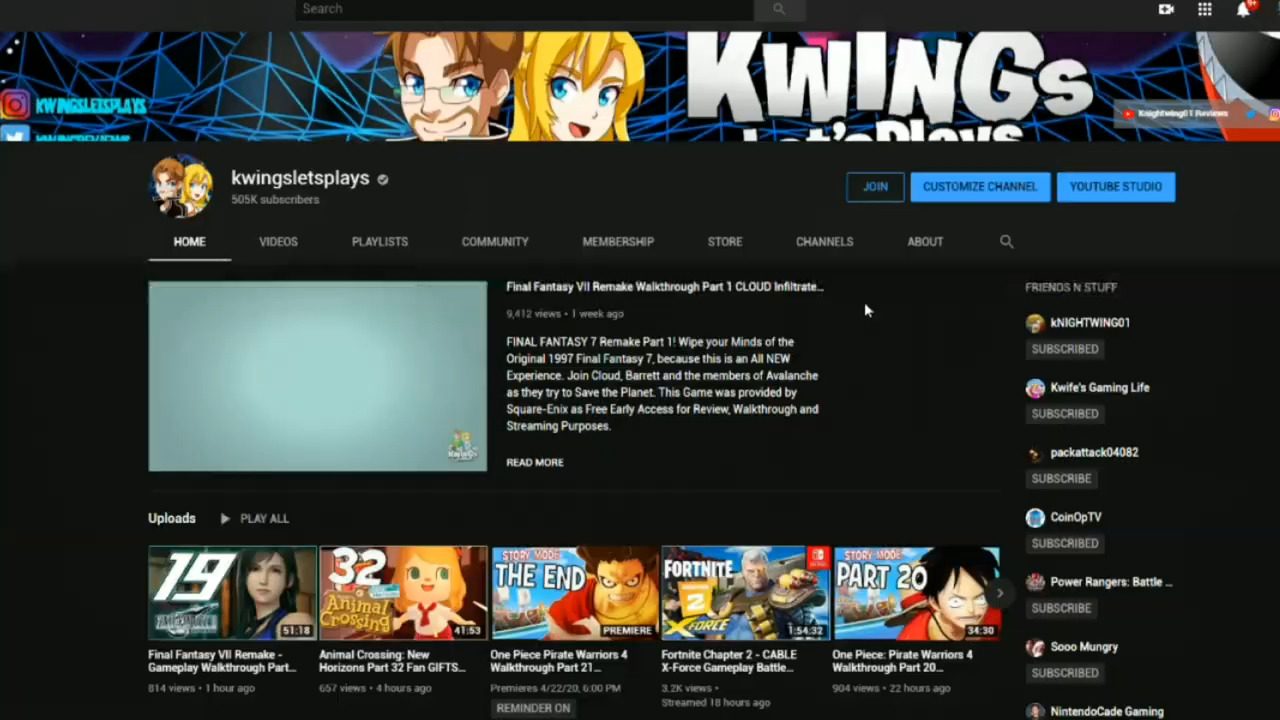 Search
9+
KWINGs
Let'sPlays
KWINGSLETSPLAYS
KWINGREVIEWS
Knightwing01 Reviews
kwingsletsplays
505K subscribers
JOIN
CUSTOMIZE CHANNEL
YOUTUBE STUDIO
HOME
VIDEOS
PLAYLISTS
COMMUNITY
MEMBERSHIP
STORE
CHANNELS
ABOUT
Final Fantasy VII Remake Walkthrough Part 1 CLOUD Infiltrate...
9,412 views • 1 week ago
FINAL FANTASY 7 Remake Part 1! Wipe your Minds of the
Original 1997 Final Fantasy 7, because this is an All NEW
Experience. Join Cloud, Barrett and the members of Avalanche
as they try to Save the Planet. This Game was provided by
Square-Enix as Free Early Access for Review, Walkthrough and
Streaming Purposes.
READ MORE
FRIENDS N STUFF
kNIGHTWING01
SUBSCRIBED
Kwife's Gaming Life
SUBSCRIBED
packattack04082
SUBSCRIBE
CoinOpTV
SUBSCRIBED
Power Rangers: Battle ...
SUBSCRIBE
Sooo Mungry
SUBSCRIBED
NintendoCade Gaming
Uploads
PLAY ALL
19
51:18
Final Fantasy VII Remake -
Gameplay Walkthrough Part...
814 views • 1 hour ago
32
Animal
Crossing
41:53
Animal Crossing: New
Horizons Part 32 Fan GIFTS...
657 views • 4 hours ago
STORY MODE
THE END
PREMIERE
One Piece Pirate Warriors 4
Walkthrough Part 21...
Premieres 4/22/20, 6:00 PM
REMINDER ON
FORTNITE
2
X-FORCE
1:54:32
Fortnite Chapter 2 - CABLE
X-Force Gameplay Battle...
3.2K views •
Streamed 18 hours ago
STORY MODE
PART 20
34:30
One Piece: Pirate Warriors 4
Walkthrough Part 20...
904 views • 22 hours ago